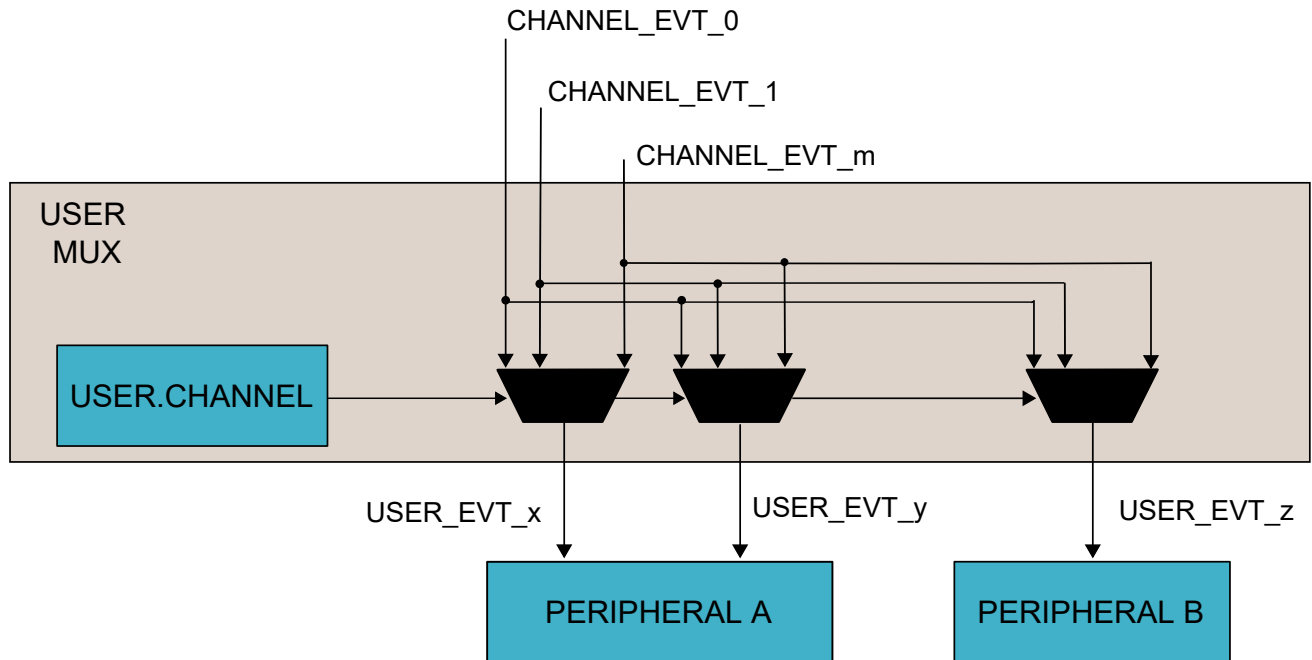 CHANNEL_EVT_0
CHANNEL_EVT_1
CHANNEL_EVT_m
USER
MUX
USER.CHANNEL
USER_EVT_x
USER_EVT_y
USER_EVT_z
PERIPHERAL A
PERIPHERAL B